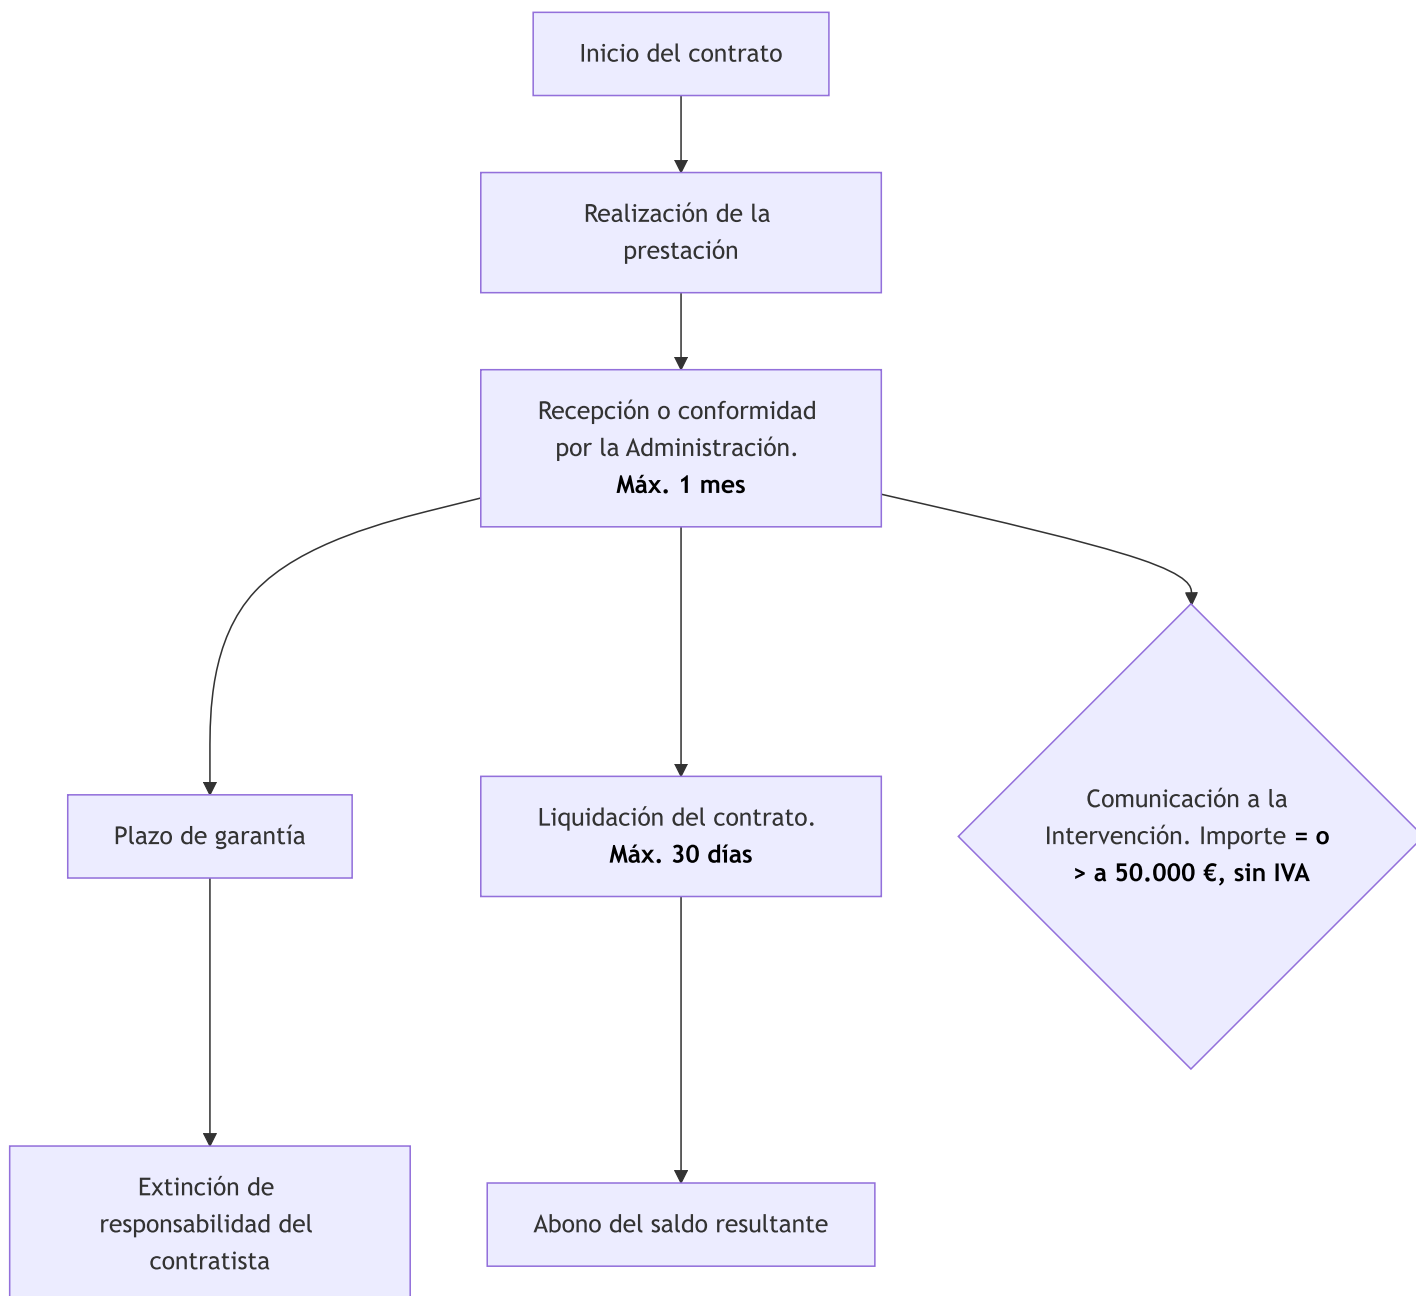 Inicio del contrato
Realización de la
prestación
Recepción o conformidad
por la Administración.
Máx. 1 mes
Plazo de garantía
Liquidación del contrato.
Máx. 30 días
Comunicación a la
Intervención. Importe = o
> a 50.000 €, sin IVA
Extinción de
responsabilidad del
contratista
Abono del saldo resultante